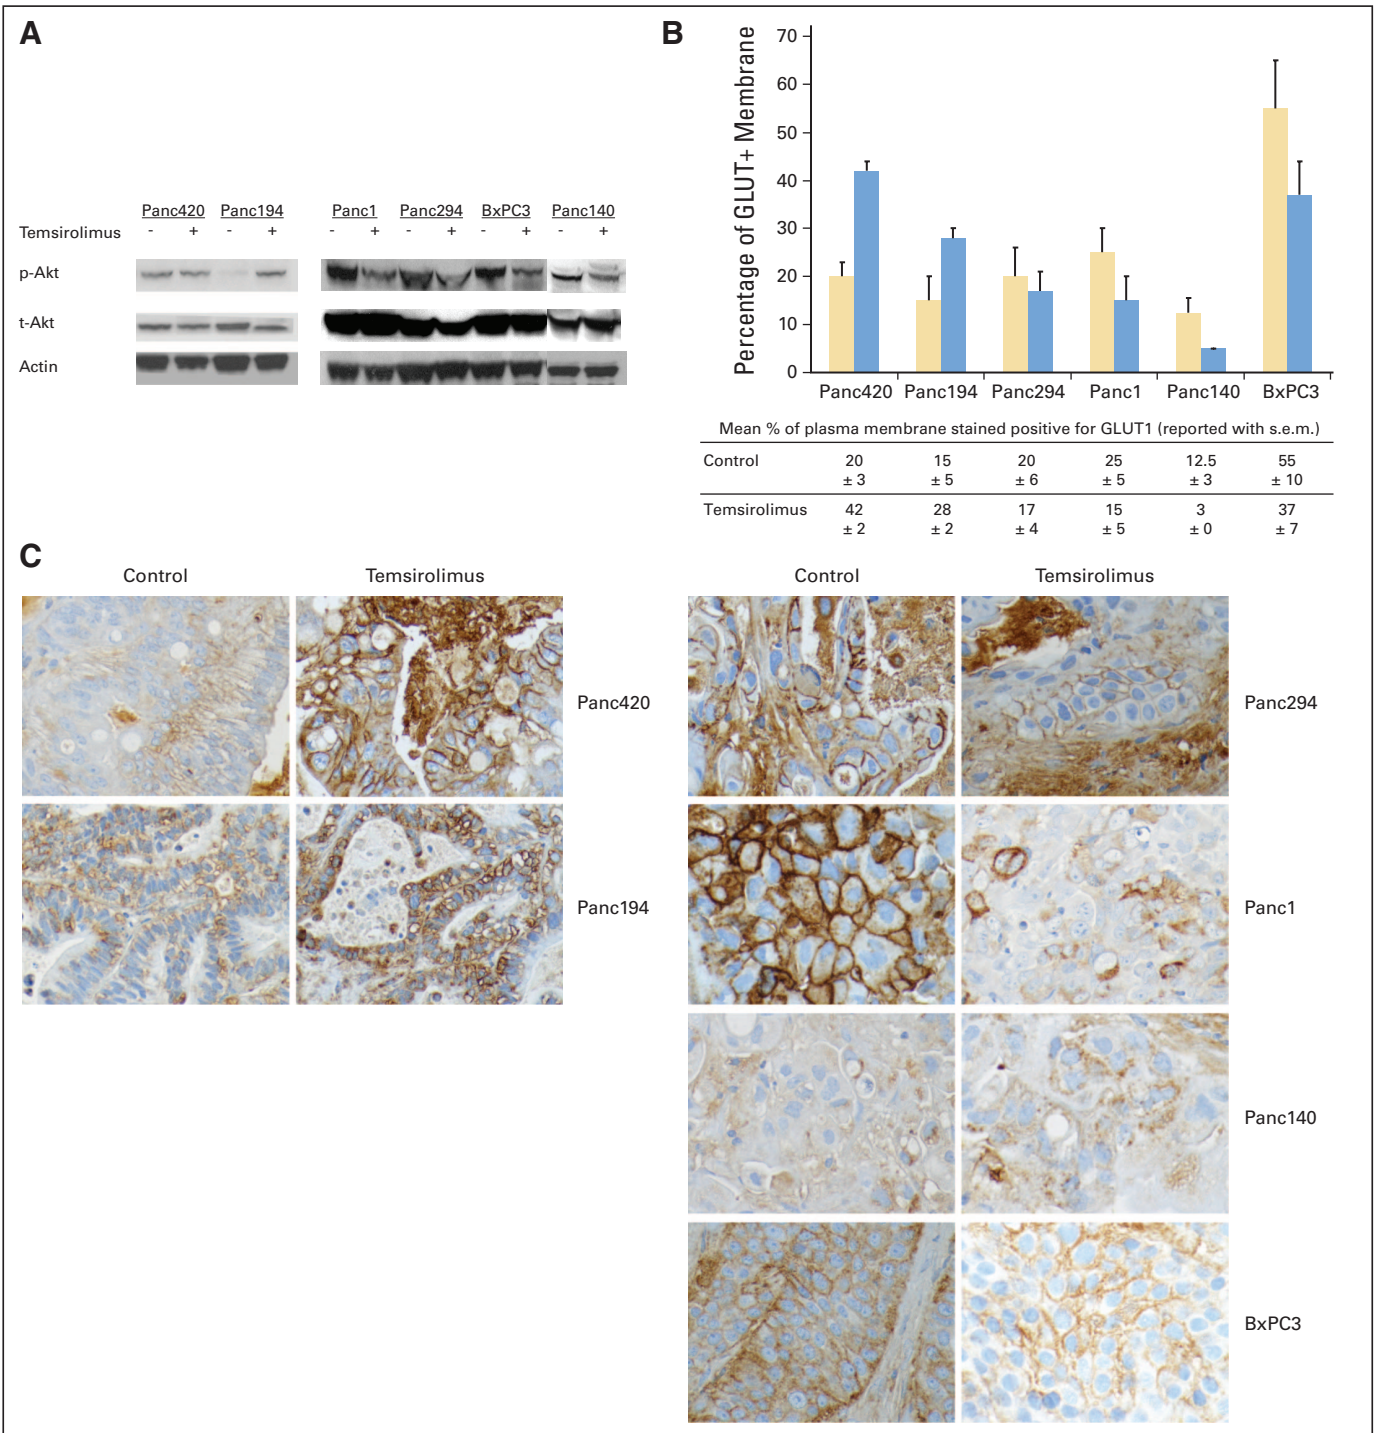 A
Panc420 Panc194 Panc1 Panc294 BxPC3 Panc140
Temsirolimus - + - + - + - + - + - +
p-Akt
t-Akt
Actin
B
Percentage of GLUT+ Membrane
70
60
50
40
30
20
10
0
Panc420 Panc194 Panc294 Panc1 Panc140 BxPC3
Mean % of plasma membrane stained positive for GLUT1 (reported with s.e.m.)
Control 20 15 20 25 12.5 55
± 3 ± 5 ± 6 ± 5 ± 3 ± 10
Temsirolimus 42 28 17 15 3 37
± 2 ± 2 ± 4 ± 5 ± 0 ± 7
C
Control Temsirolimus Control Temsirolimus
Panc420 Panc294
Panc194 Panc1
Panc140
BxPC3